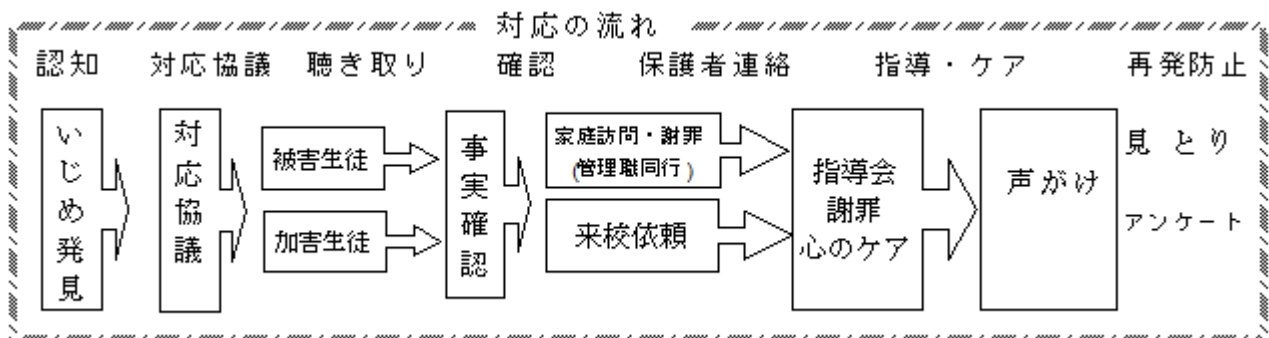 対応の流れ
認知 対応協議 聴き取り 確認 保護者連絡 指導・ケア 再発防止
いじめ発見
対応協議
被害生徒
加害生徒
事実確認
家庭訪問・謝罪
(管理職同行)
来校依頼
指導会
謝罪
心のケア
声がけ
見とり
アンケート